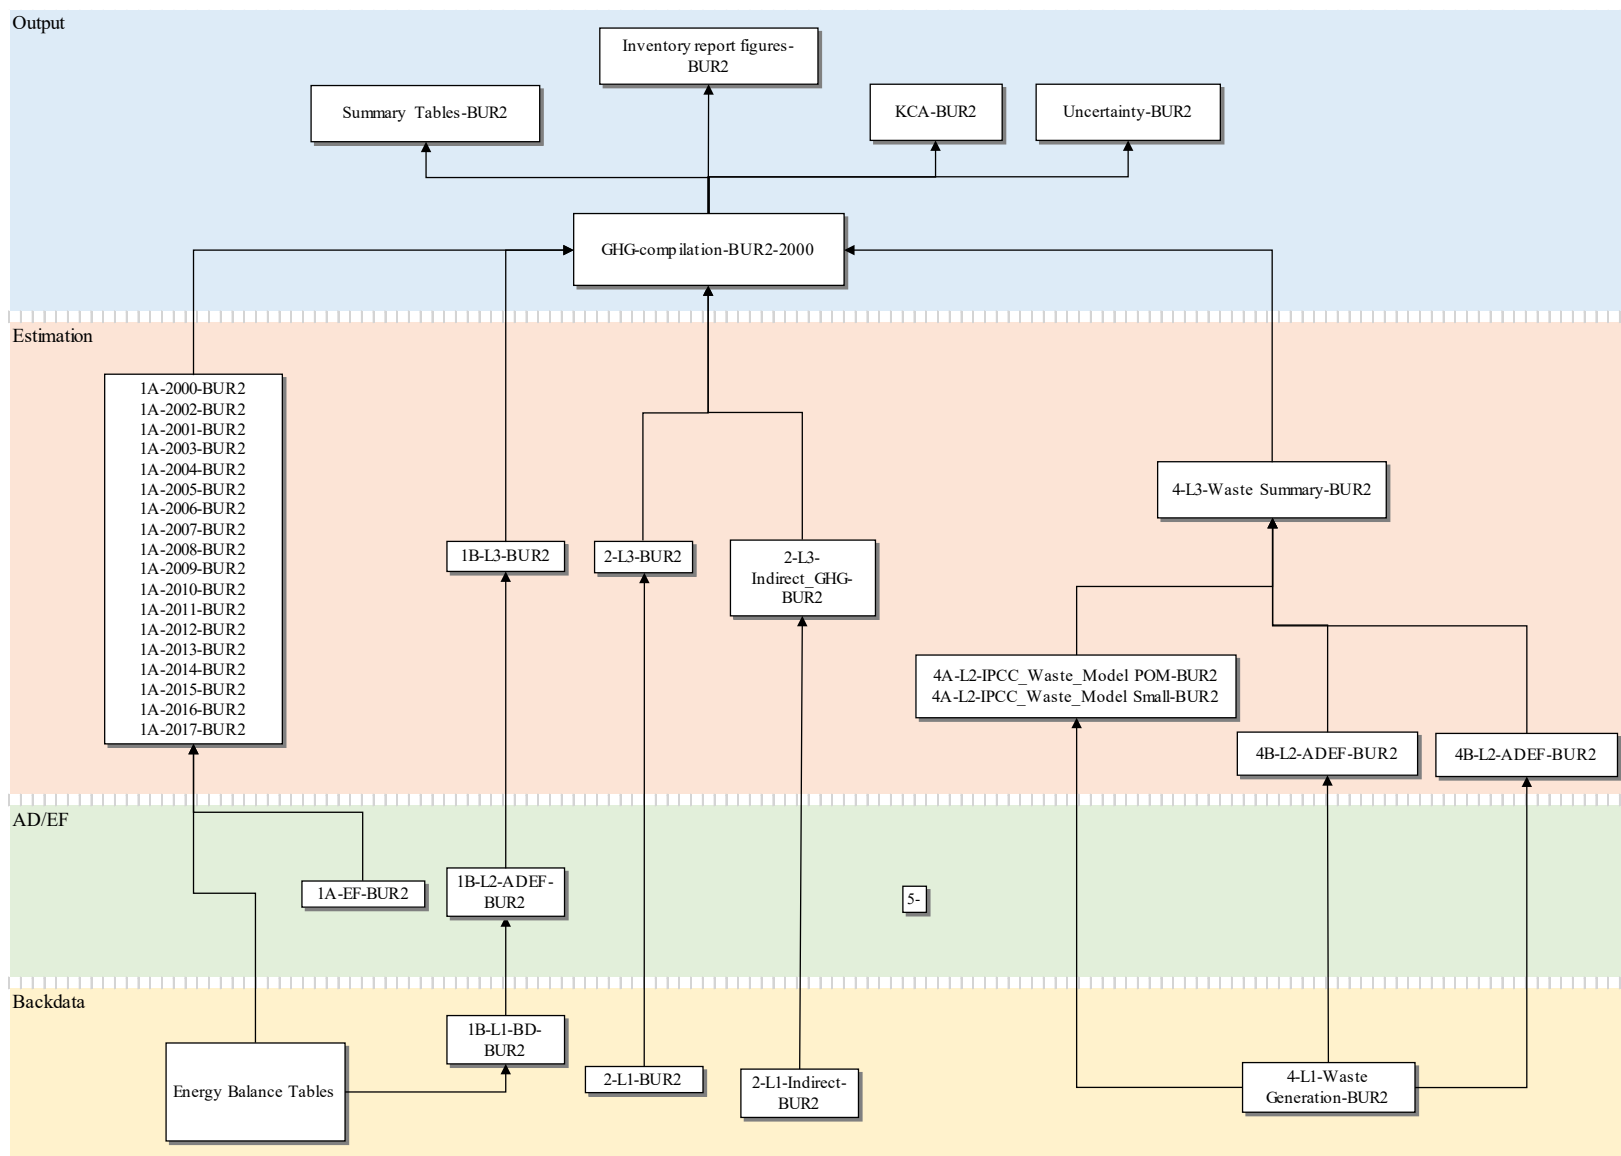 Output
Inventory report figures-
BUR2
Summary Tables-BUR2
KCA-BUR2
Uncertainty-BUR2
GHG-compilation-BUR2-2000
Estimation
1A-2000-BUR2
1A-2002-BUR2
1A-2001-BUR2
1A-2003-BUR2
1A-2004-BUR2
1A-2005-BUR2
1A-2006-BUR2
1A-2007-BUR2
1A-2008-BUR2
1A-2009-BUR2
1A-2010-BUR2
1A-2011-BUR2
1A-2012-BUR2
1A-2013-BUR2
1A-2014-BUR2
1A-2015-BUR2
1A-2016-BUR2
1A-2017-BUR2
1B-L3-BUR2
2-L3-BUR2
2-L3-
Indirect_GHG-
BUR2
4-L3-Waste Summary-BUR2
4A-L2-IPCC_Waste_Model POM-BUR2
4A-L2-IPCC_Waste_Model Small-BUR2
4B-L2-ADEF-BUR2
4B-L2-ADEF-BUR2
AD/EF
1A-EF-BUR2
1B-L2-ADEF-
BUR2
5-
Backdata
Energy Balance Tables
1B-L1-BD-
BUR2
2-L1-BUR2
2-L1-Indirect-
BUR2
4-L1-Waste
Generation-BUR2